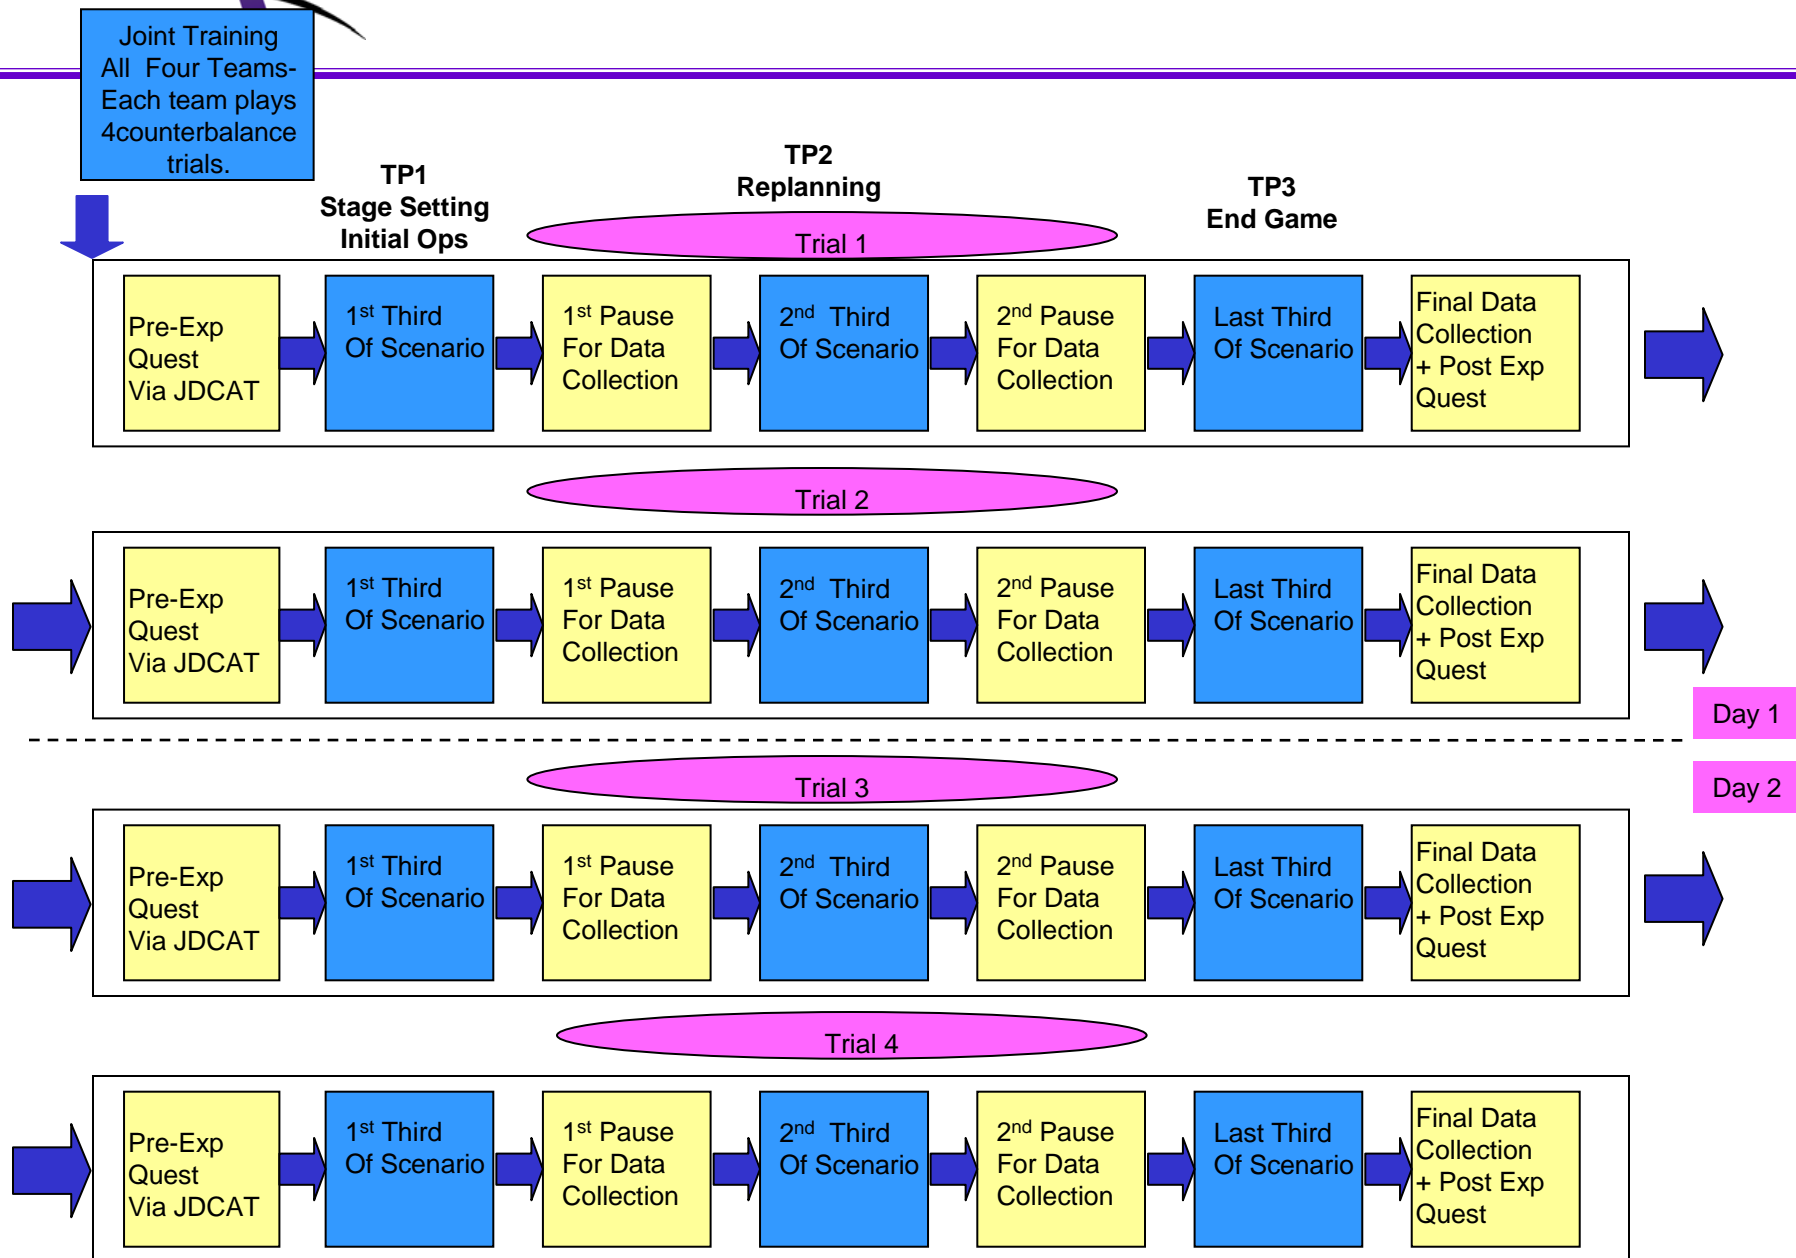 Joint Training
All Four Teams-
Each team plays
4counterbalance
trials.
TP1
Stage Setting
Initial Ops
TP2
Replanning
TP3
End Game
Trial 1
Pre-Exp
Quest
Via JDCAT
1st Third
Of Scenario
1st Pause
For Data
Collection
2nd Third
Of Scenario
2nd Pause
For Data
Collection
Last Third
Of Scenario
Final Data
Collection
+ Post Exp
Quest
Trial 2
Pre-Exp
Quest
Via JDCAT
1st Third
Of Scenario
1st Pause
For Data
Collection
2nd Third
Of Scenario
2nd Pause
For Data
Collection
Last Third
Of Scenario
Final Data
Collection
+ Post Exp
Quest
Day 1
Day 2
Trial 3
Pre-Exp
Quest
Via JDCAT
1st Third
Of Scenario
1st Pause
For Data
Collection
2nd Third
Of Scenario
2nd Pause
For Data
Collection
Last Third
Of Scenario
Final Data
Collection
+ Post Exp
Quest
Trial 4
Pre-Exp
Quest
Via JDCAT
1st Third
Of Scenario
1st Pause
For Data
Collection
2nd Third
Of Scenario
2nd Pause
For Data
Collection
Last Third
Of Scenario
Final Data
Collection
+ Post Exp
Quest